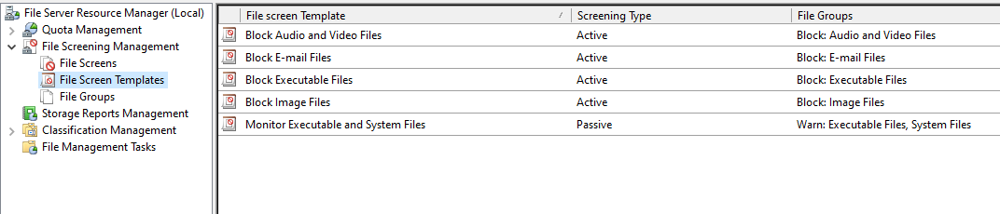 File Server Resource Manager (Local)
Quota Management
File Screening Management
File Screens
File Screen Templates
File Groups
Storage Reports Management
Classification Management
File Management Tasks
File screen Template Screening Type File Groups
Block Audio and Video Files Active Block: Audio and Video Files
Block E-mail Files Active Block: E-mail Files
Block Executable Files Active Block: Executable Files
Block Image Files Active Block: Image Files
Monitor Executable and System Files Passive Warn: Executable Files, System Files